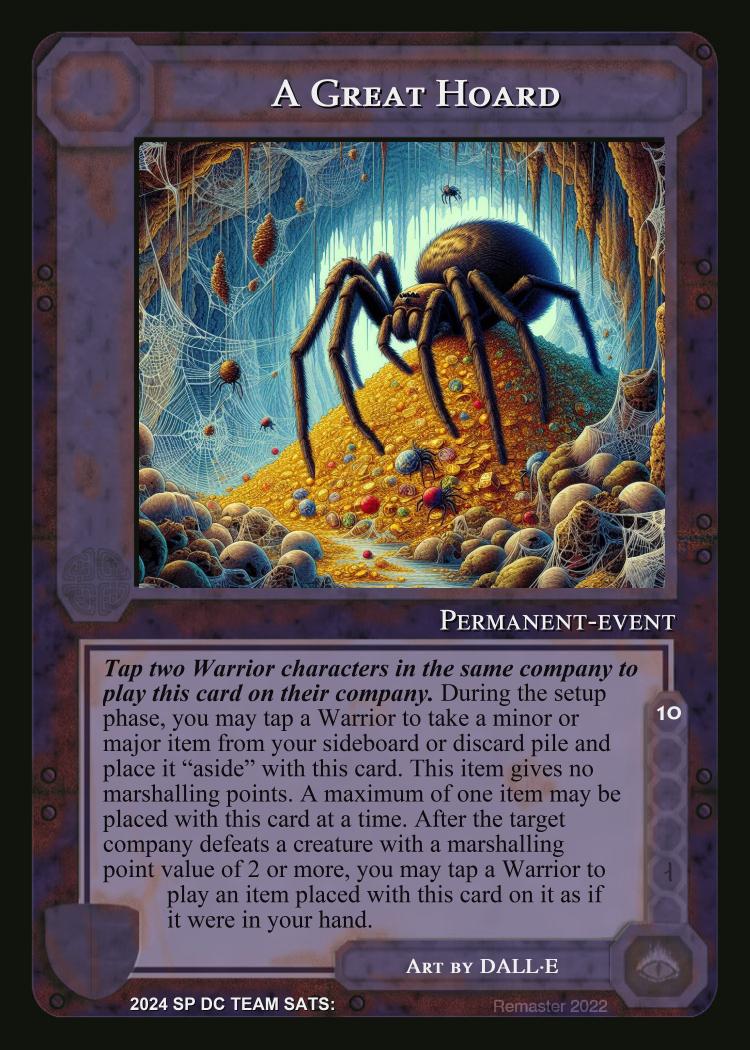 A Great Hoard
Permanent-event
Tap two Warrior characters in the same company to
play this card on their company. During the setup
phase, you may tap a Warrior to take a minor or
major item from your sideboard or discard pile and
place it “aside” with this card. This item gives no
marshalling points. A maximum of one item may be
placed with this card at a time. After the target
company defeats a creature with a marshalling
point value of 2 or more, you may tap a Warrior to
play an item placed with this card on it as if
it were in your hand.
10
Art by DALL·E
2024 SP DC TEAM SATS:
Remaster 2022